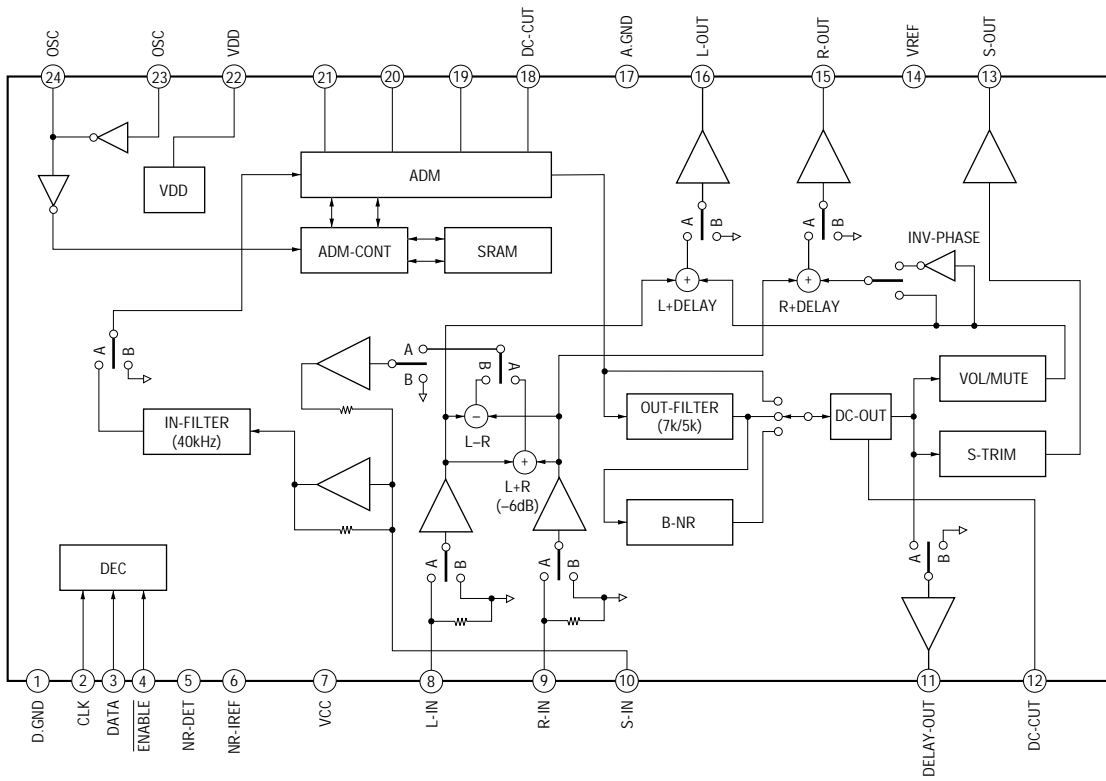 OSC
OSC
VDD
DC-CUT
A.GND
L-OUT
R-OUT
VREF
S-OUT
24
23
22
21
20
19
18
17
16
15
14
13
VDD
ADM
ADM-CONT
SRAM
A
B
A
B
INV-PHASE
+
L+DELAY
+
R+DELAY
A
B
A
B
B
A
−
L–R
+
L+R
(–6dB)
IN-FILTER
(40kHz)
OUT-FILTER
(7k/5k)
DC-OUT
VOL/MUTE
S-TRIM
B-NR
A
B
A
B
A
B
DEC
1
2
3
4
5
6
7
8
9
10
11
12
D.GND
CLK
DATA
ENABLE
NR-DET
NR-IREF
VCC
L-IN
R-IN
S-IN
DELAY-OUT
DC-CUT